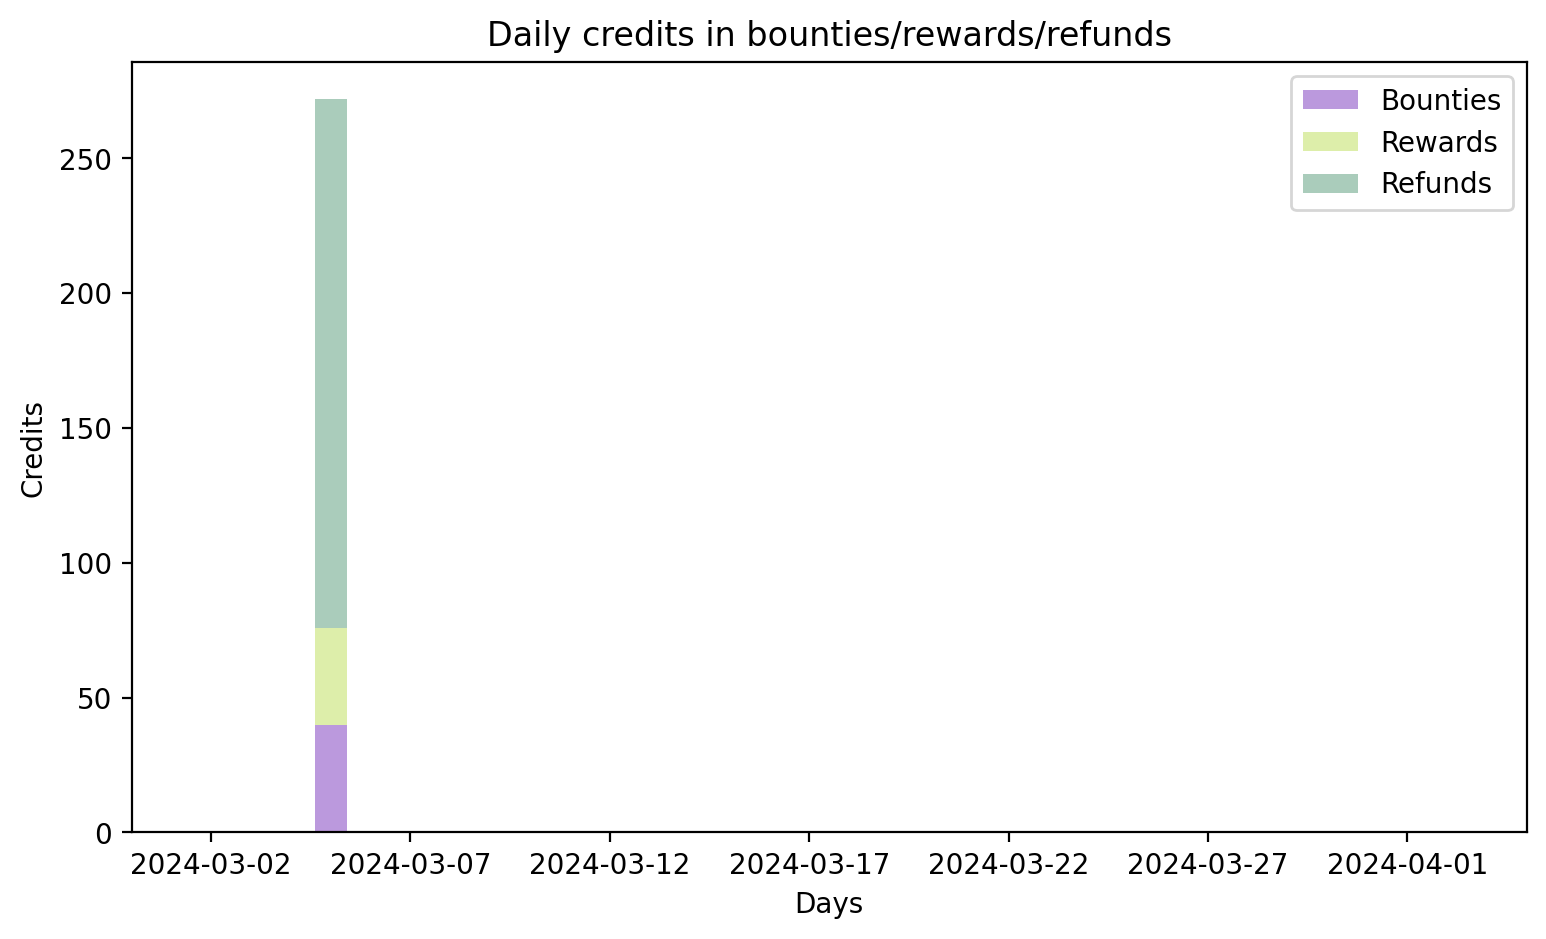 Daily credits in bounties/rewards/refunds
Bounties
Rewards
Refunds
Credits
250
200
150
100
50
0
2024-03-02 2024-03-07 2024-03-12 2024-03-17 2024-03-22 2024-03-27 2024-04-01
Days